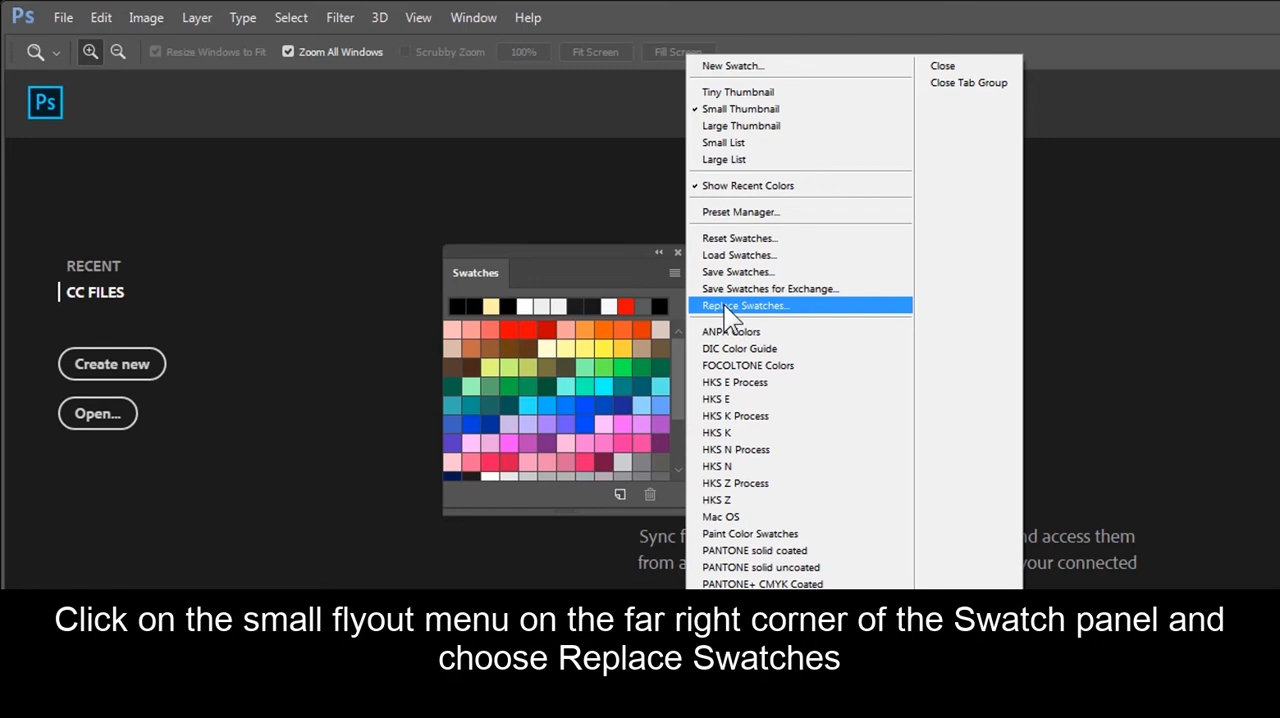 Ps File Edit Image Layer Type Select Filter 3D View Window Help
Resize Windows to Fit Zoom All Windows Scrubby Zoom 100% Fit Screen Fill Screen
Ps
RECENT
CC FILES
Create new
Open...
Swatches
New Swatch...
Tiny Thumbnail
Small Thumbnail
Large Thumbnail
Small List
Large List
Show Recent Colors
Preset Manager...
Reset Swatches...
Load Swatches...
Save Swatches...
Save Swatches for Exchange...
Replace Swatches...
ANPA Colors
DIC Color Guide
FOCOLTONE Colors
HKS E Process
HKS E
HKS K Process
HKS K
HKS N Process
HKS N
HKS Z Process
HKS Z
Mac OS
Paint Color Swatches
PANTONE solid coated
PANTONE solid uncoated
PANTONE+ CMYK Coated
Close
Close Tab Group
Sync f
and access them
from a
your connected
Click on the small flyout menu on the far right corner of the Swatch panel and
choose Replace Swatches